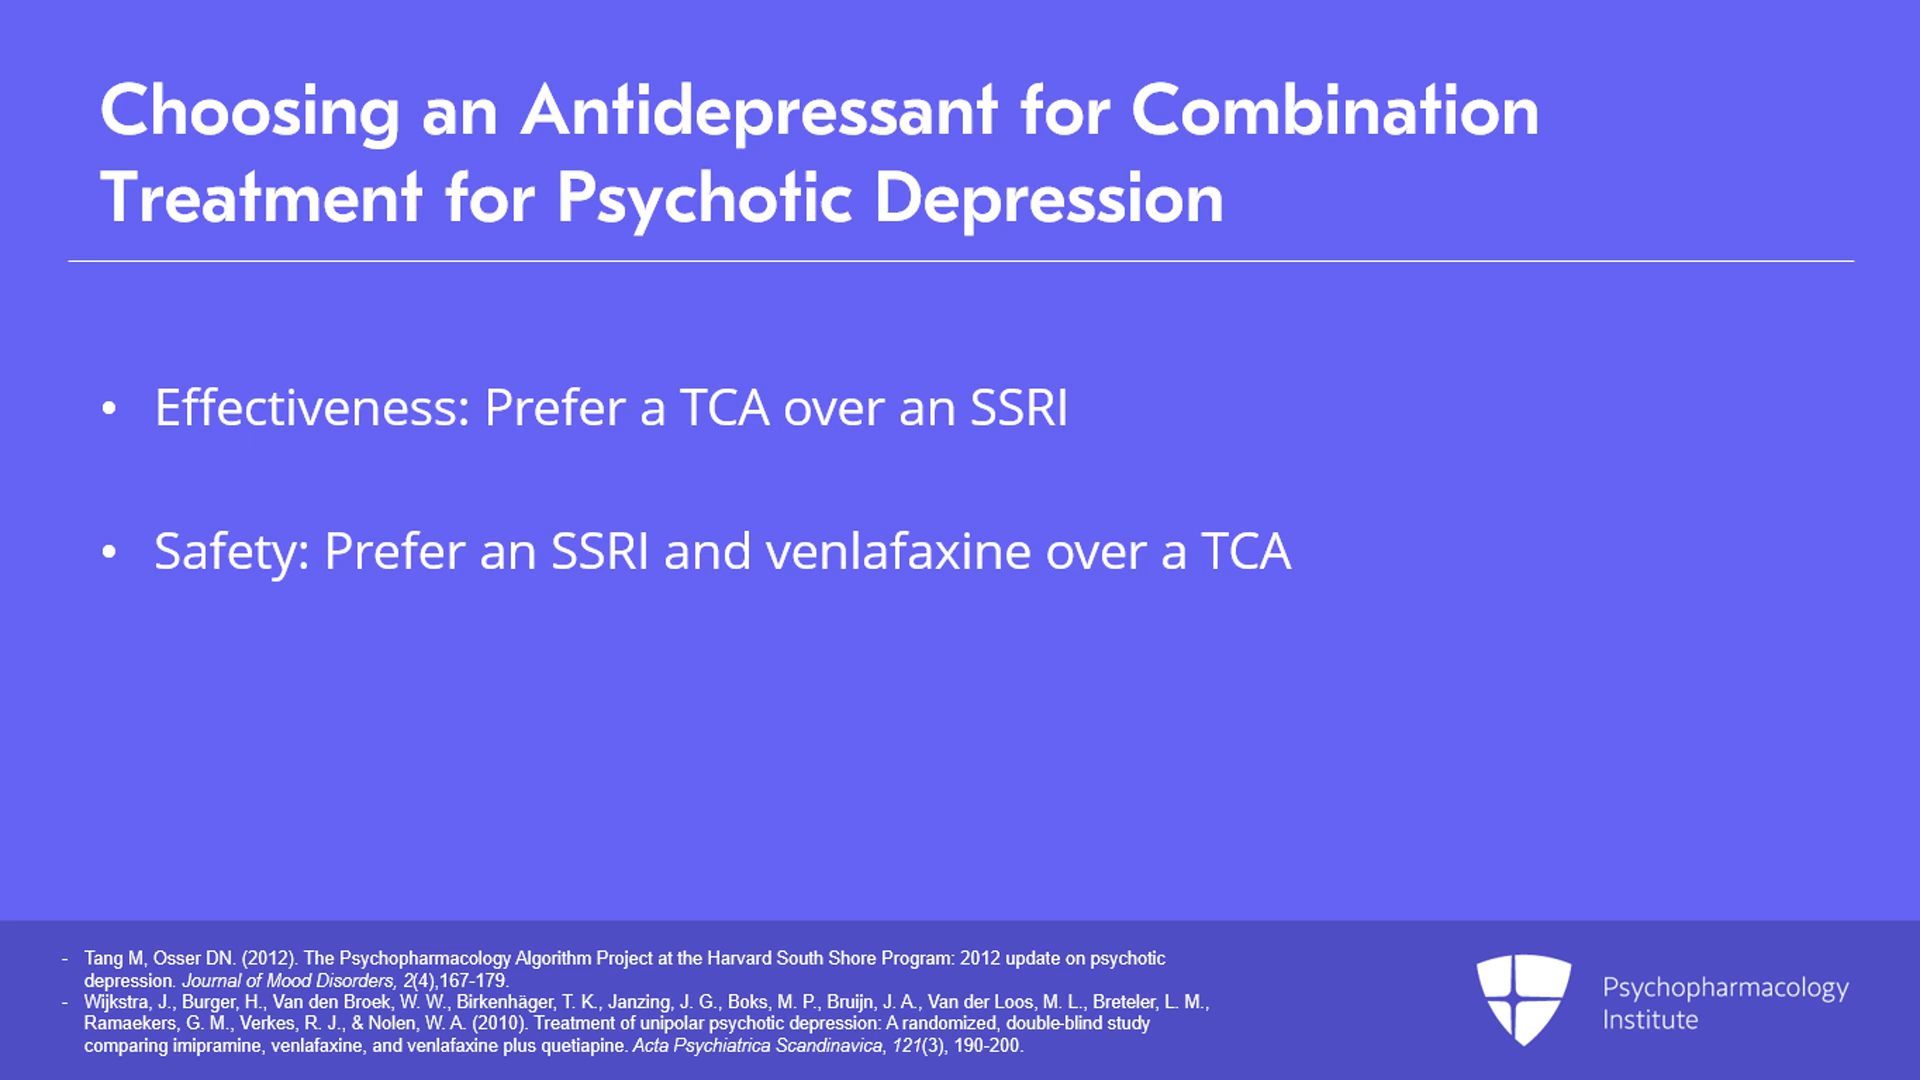 Choosing an Antidepressant for Combination
Treatment for Psychotic Depression
• Effectiveness: Prefer a TCA over an SSRI
• Safety: Prefer an SSRI and venlafaxine over a TCA
- Tang M, Osser DN. (2012). The Psychopharmacology Algorithm Project at the Harvard South Shore Program: 2012 update on psychotic
depression. Journal of Mood Disorders, 2(4),167-179.
- Wijkstra, J., Burger, H., Van den Broek, W. W., Birkenhäger, T. K., Janzing, J. G., Boks, M. P., Bruijn, J. A., Van der Loos, M. L., Breteler, L. M.,
Ramaekers, G. M., Verkes, R. J., & Nolen, W. A. (2010). Treatment of unipolar psychotic depression: A randomized, double-blind study
comparing imipramine, venlafaxine, and venlafaxine plus quetiapine. Acta Psychiatrica Scandinavica, 121(3), 190-200.
Psychopharmacology
Institute